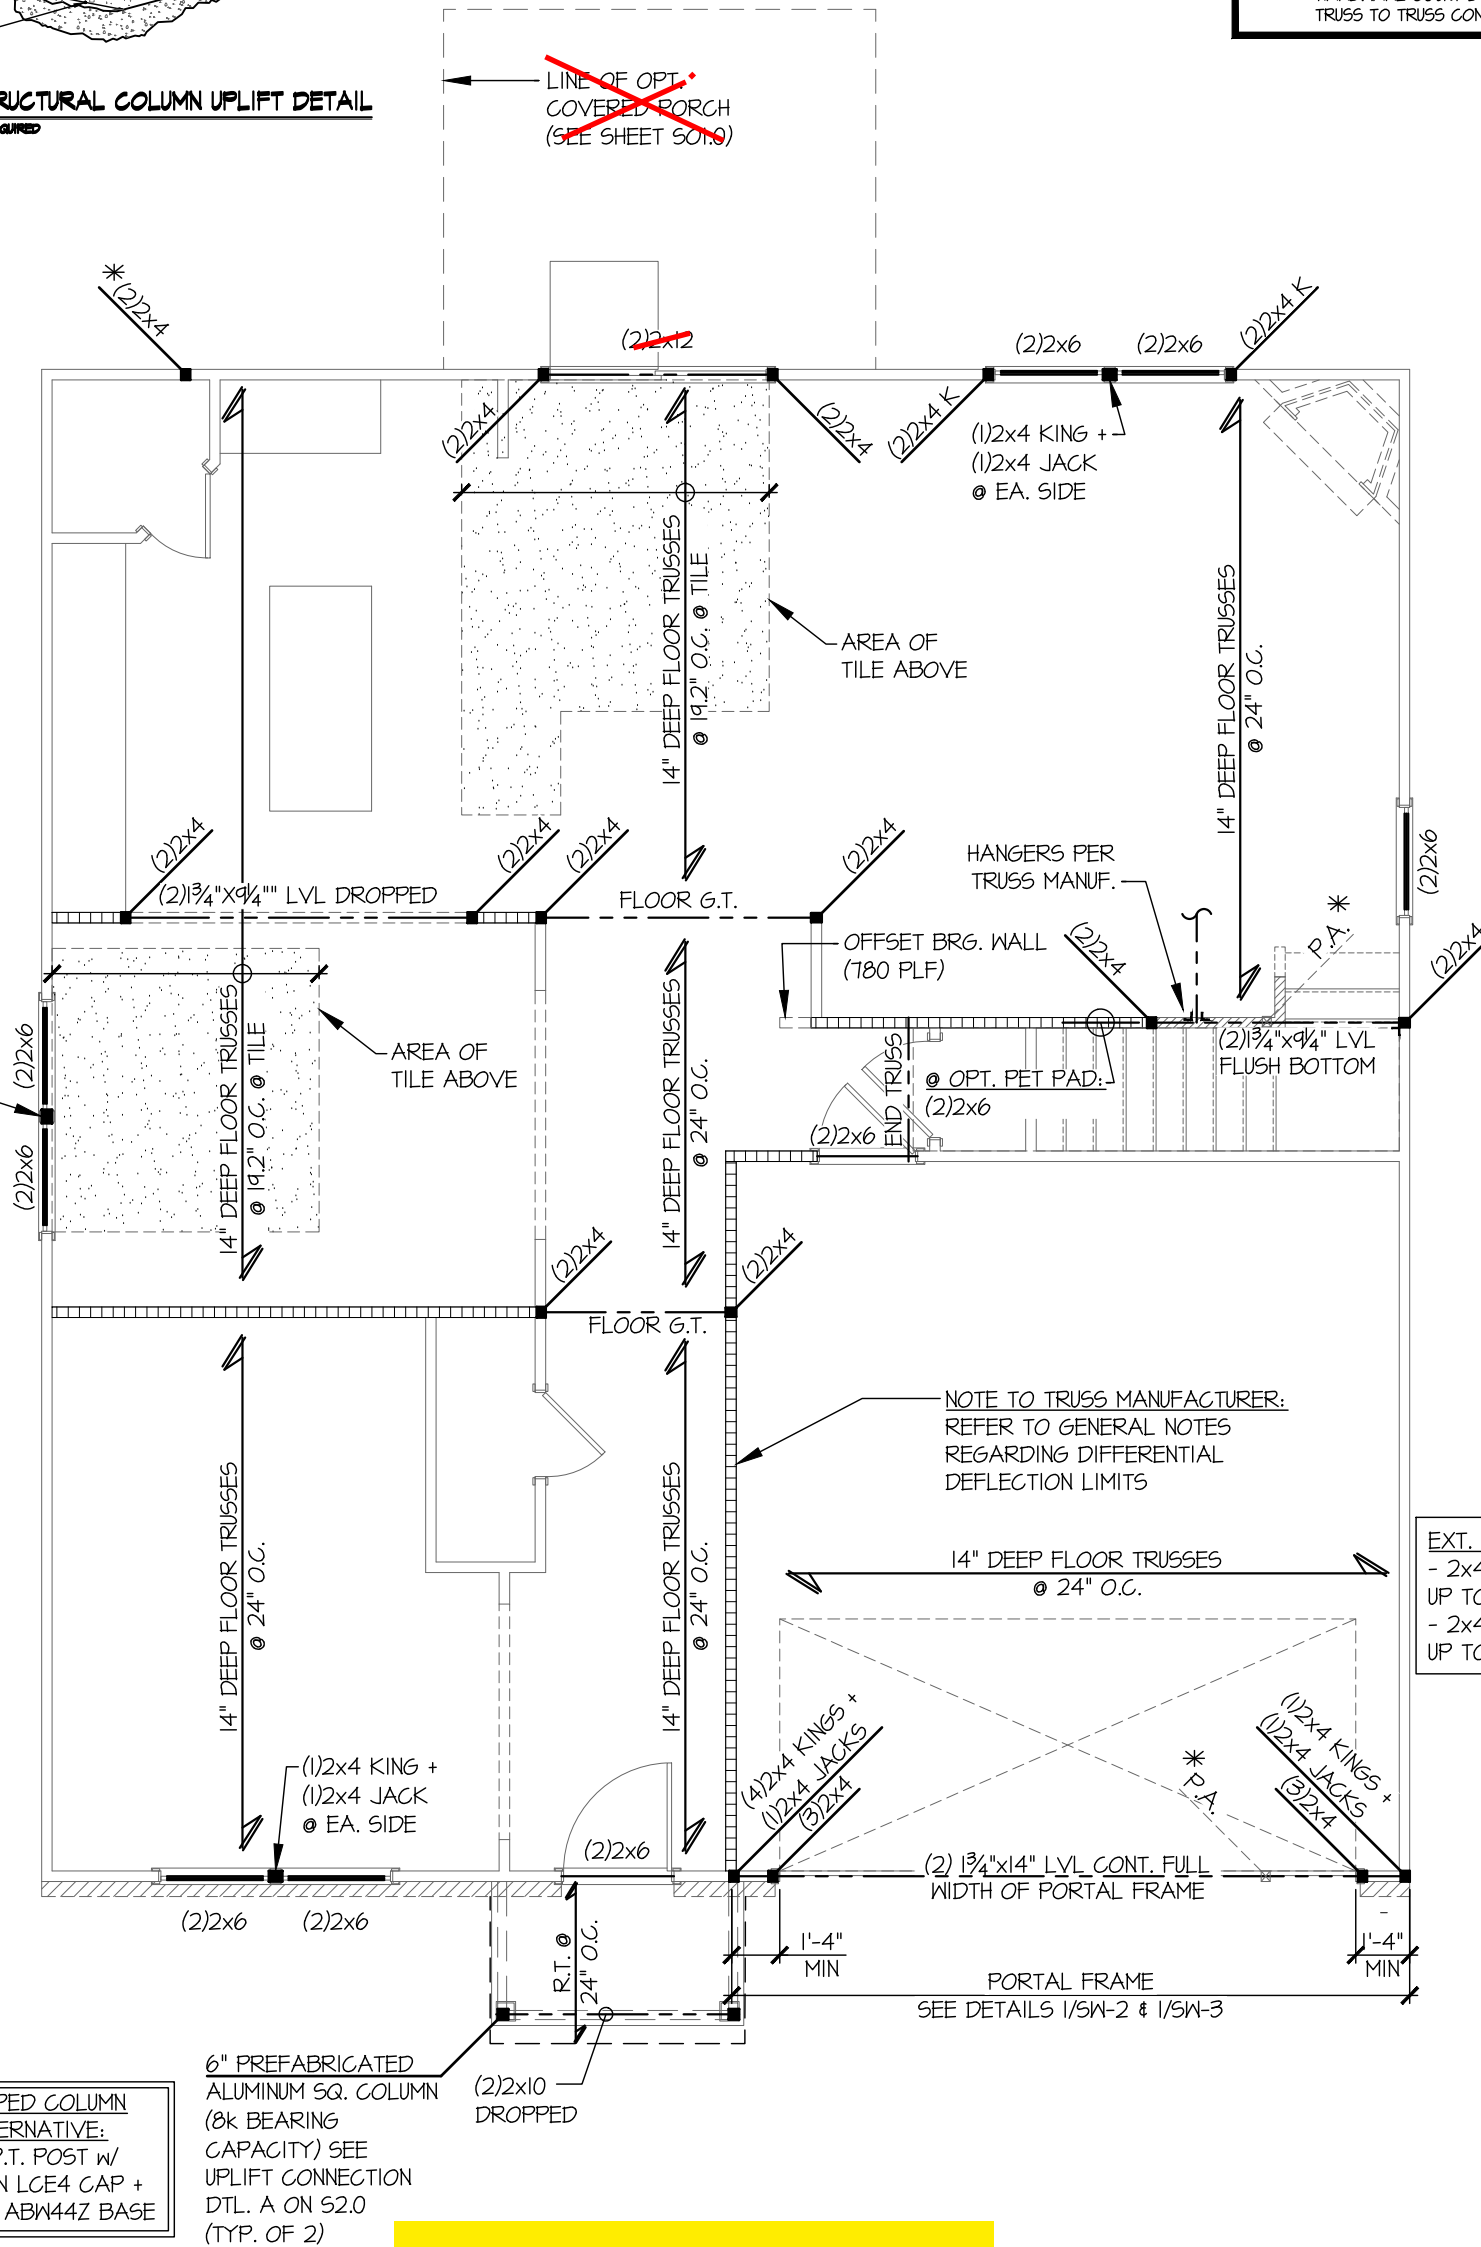 TRUSS TO TRUSS CON
RUCTURAL COLUMN UPLIFT DETAIL
QUIRED
LINE OF OPT.
COVERED PORCH
(SEE SHEET S01.0)
*
(2)2x4
(2)2x12
(2)2x6
(2)2x6
(2)2x4 K
(2)2x4
(2)2x4
(2)2x4 K
(1)2x4 KING +
(1)2x4 JACK
@ EA. SIDE
14" DEEP FLOOR TRUSSES
@ 19.2" O.C. @ TILE
AREA OF
TILE ABOVE
14" DEEP FLOOR TRUSSES
@ 24" O.C.
(2)2x4
(2)2x4
(2)2x4
(2)2x4
(2)1¾"x9¼"" LVL DROPPED
FLOOR G.T.
HANGERS PER
TRUSS MANUF.
(2)2x6
OFFSET BRG. WALL
(780 PLF)
(2)2x4
P.A. *
(2)2x4
(2)1¾"x9¼" LVL
FLUSH BOTTOM
AREA OF
TILE ABOVE
14" DEEP FLOOR TRUSSES
@ 19.2" O.C. @ TILE
14" DEEP FLOOR TRUSSES
@ 24" O.C.
END TRUSS
@ OPT. PET PAD:
(2)2x6
(2)2x6
(2)2x6
(2)2x6
(2)2x4
(2)2x4
FLOOR G.T.
NOTE TO TRUSS MANUFACTURER:
REFER TO GENERAL NOTES
REGARDING DIFFERENTIAL
DEFLECTION LIMITS
14" DEEP FLOOR TRUSSES
@ 24" O.C.
14" DEEP FLOOR TRUSSES
@ 24" O.C.
14" DEEP FLOOR TRUSSES
@ 24" O.C.
EXT.
- 2x4
UP TO
- 2x4
UP TO
(1)2x4 KING +
(1)2x4 JACK
@ EA. SIDE
(4)2x4 KINGS +
(1)2x4 JACKS
(3)2x4
*
P.A.
(1)2x4 KINGS +
(1)2x4 JACKS
(3)2x4
(2)2x6
(2) 1¾"x14" LVL CONT. FULL
WIDTH OF PORTAL FRAME
(2)2x6
(2)2x6
R.T. @
24" O.C.
1'-4"
MIN
1'-4"
MIN
PORTAL FRAME
SEE DETAILS 1/SW-2 & 1/SW-3
6" PREFABRICATED
ALUMINUM SQ. COLUMN
(8k BEARING
CAPACITY) SEE
UPLIFT CONNECTION
DTL. A ON S2.0
(TYP. OF 2)
(2)2x10
DROPPED
PED COLUMN
ERNATIVE:
P.T. POST w/
N LCE4 CAP +
ABW44Z BASE